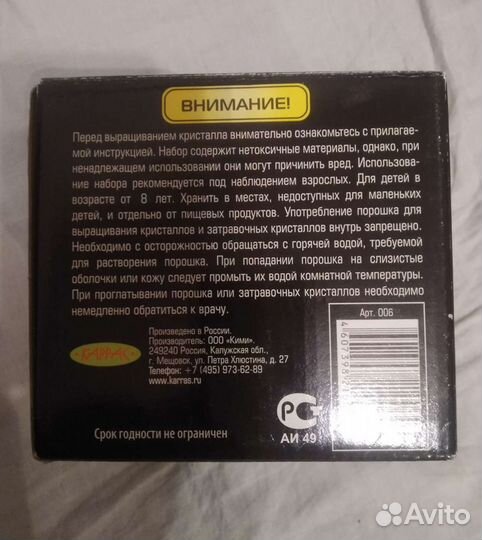 ВНИМАНИЕ!
Перед выращиванием кристалла внимательно ознакомьтесь с прилагае-
мой инструкцией. Набор содержит нетоксичные материалы, однако, при
ненадлежащем использовании они могут причинить вред. Использова-
ние набора рекомендуется под наблюдением взрослых. Для детей в
возрасте от 8 лет. Хранить в местах, недоступных для маленьких
детей, и отдельно от пищевых продуктов. Употребление порошка для
выращивания кристаллов и затравочных кристаллов внутрь запрещено.
Необходимо с осторожностью обращаться с горячей водой, требуемой
для растворения порошка. При попадании порошка на слизистые
оболочки или кожу следует промыть их водой комнатной температуры.
При проглатывании порошка или затравочных кристаллов необходимо
немедленно обратиться к врачу.
Арт. 006
КАРРАС
Произведено в России.
Производитель: ООО «Кими».
249240 Россия, Калужская обл.,
г. Мещовск, ул. Петра Хлюстина, д. 27
Телефон: +7 (495) 973-62-89
www.karras.ru
РСТ
АИ 49
Срок годности не ограничен
Avito